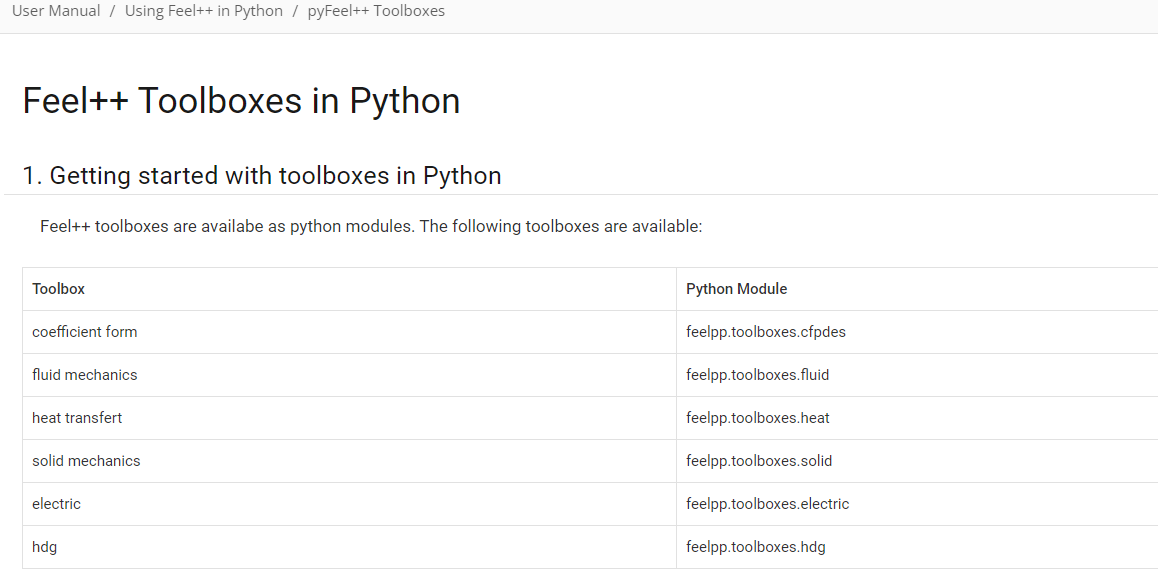 User Manual / Using Feel++ in Python / pyFeel++ Toolboxes
Feel++ Toolboxes in Python
1. Getting started with toolboxes in Python
Feel++ toolboxes are availabe as python modules. The following toolboxes are available:
Toolbox Python Module
coefficient form feelpp.toolboxes.cfpdes
fluid mechanics feelpp.toolboxes.fluid
heat transfert feelpp.toolboxes.heat
solid mechanics feelpp.toolboxes.solid
electric feelpp.toolboxes.electric
hdg feelpp.toolboxes.hdg